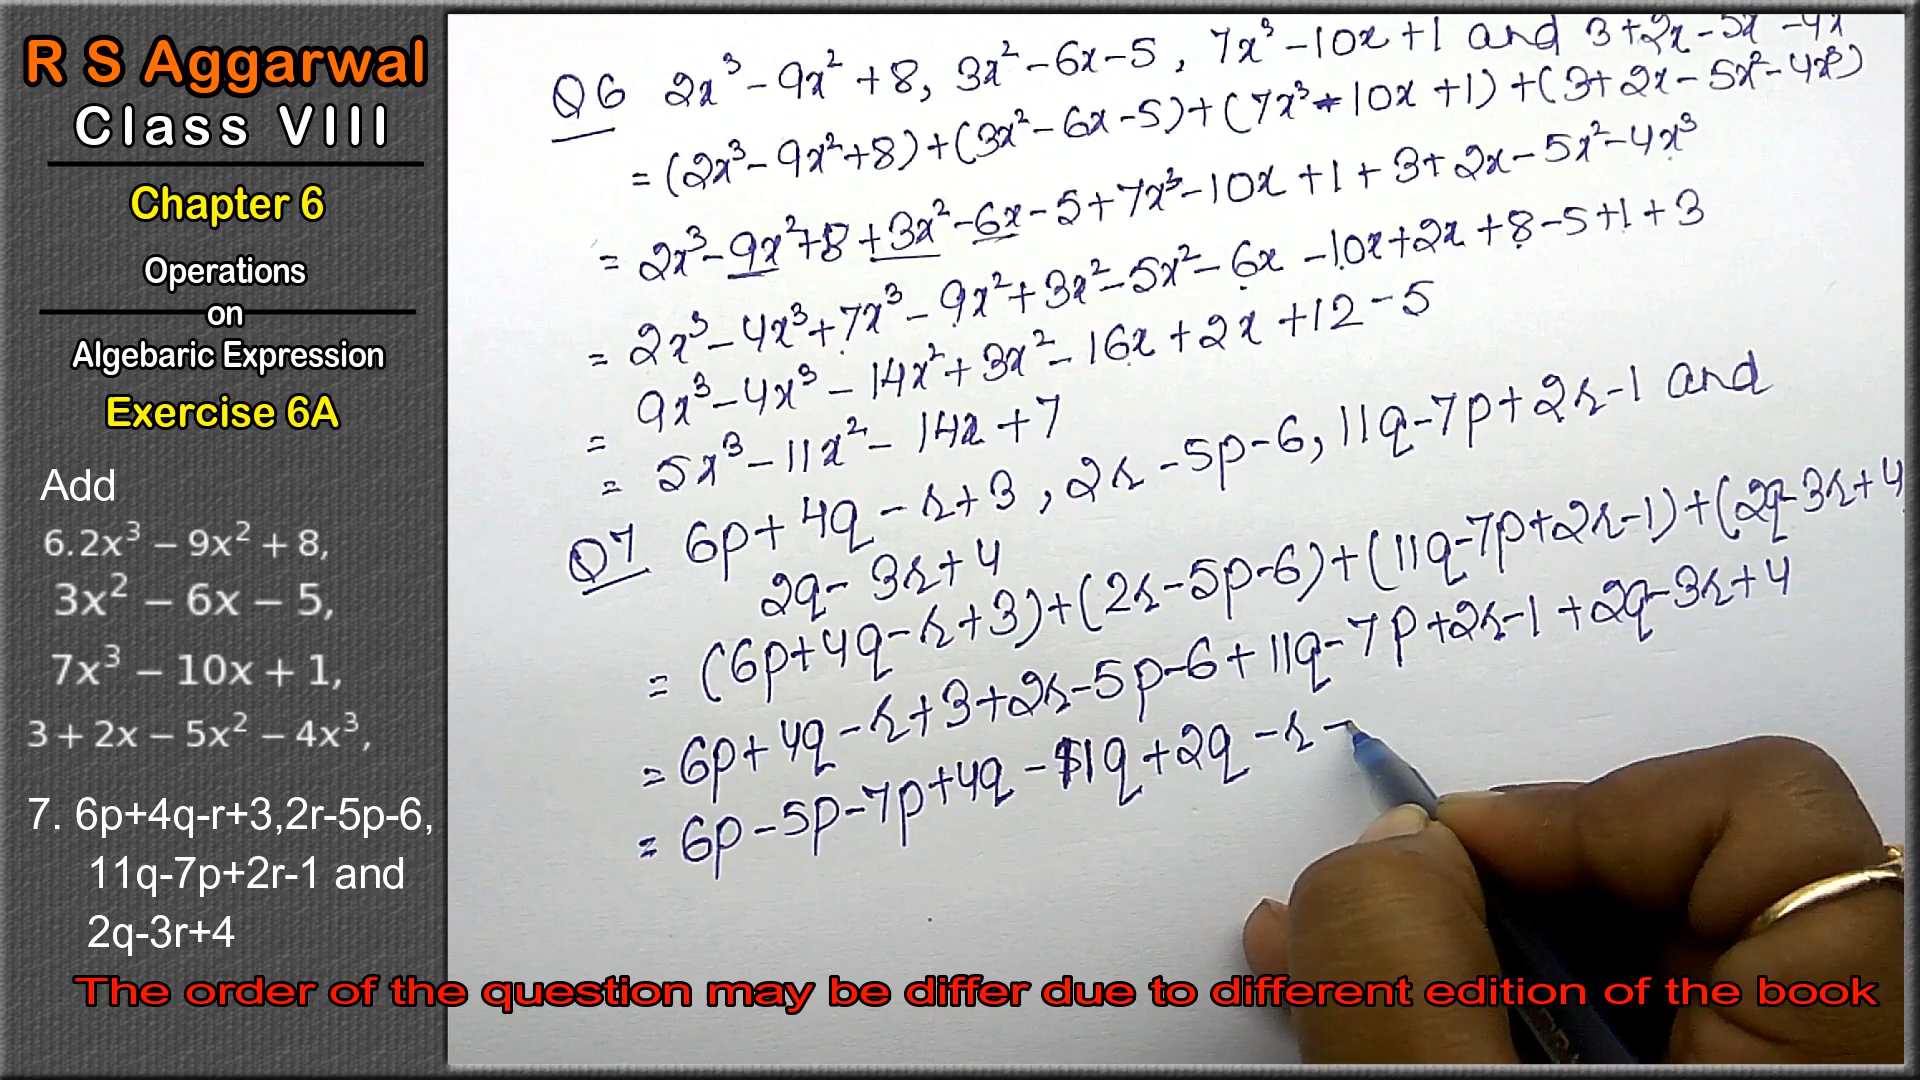 R S Aggarwal
Class VIII
Chapter 6
Operations
on
Algebaric Expression
Exercise 6A
Add
6.2x³ – 9x² + 8,
3x² – 6x – 5,
7x³ – 10x + 1,
3 + 2x – 5x² – 4x³,
7. 6p+4q-r+3,2r-5p-6,
11q-7p+2r-1 and
2q-3r+4
Q6 2x³ - 9x² + 8, 3x² - 6x - 5, 7x³ - 10x + 1 and 3 + 2x - 5x - 4x
= (2x³ - 9x² + 8) + (3x² - 6x - 5) + (7x³ - 10x + 1) + (3 + 2x - 5x² - 4x³)
= 2x³ - 9x² + 8 + 3x² - 6x - 5 + 7x³ - 10x + 1 + 3 + 2x - 5x² - 4x³
= 2x³ - 4x³ + 7x³ - 9x² + 3x² - 5x² - 6x - 10x + 2x + 8 - 5 + 1 + 3
= 9x³ - 4x³ - 14x² + 3x² - 16x + 2x + 12 - 5
= 5x³ - 11x² - 14x + 7
Q7 6p + 4q - r + 3, 2r - 5p - 6, 11q - 7p + 2r - 1 and
2q - 3r + 4
= (6p + 4q - r + 3) + (2r - 5p - 6) + (11q - 7p + 2r - 1) + (2q - 3r + 4
= 6p + 4q - r + 3 + 2r - 5p - 6 + 11q - 7p + 2r - 1 + 2q - 3r + 4
= 6p - 5p - 7p + 4q - 11q + 2q - r -
The order of the question may be differ due to different edition of the book